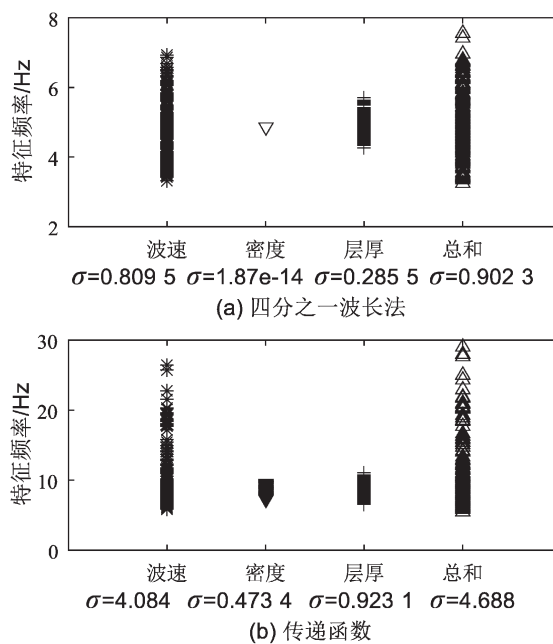 8
6
4
2
特征频率/Hz
波速 密度 层厚 总和
σ=0.809 5 σ=1.87e-14 σ=0.285 5 σ=0.902 3
(a) 四分之一波长法
30
20
10
0
特征频率/Hz
波速 密度 层厚 总和
σ=4.084 σ=0.473 4 σ=0.923 1 σ=4.688
(b) 传递函数